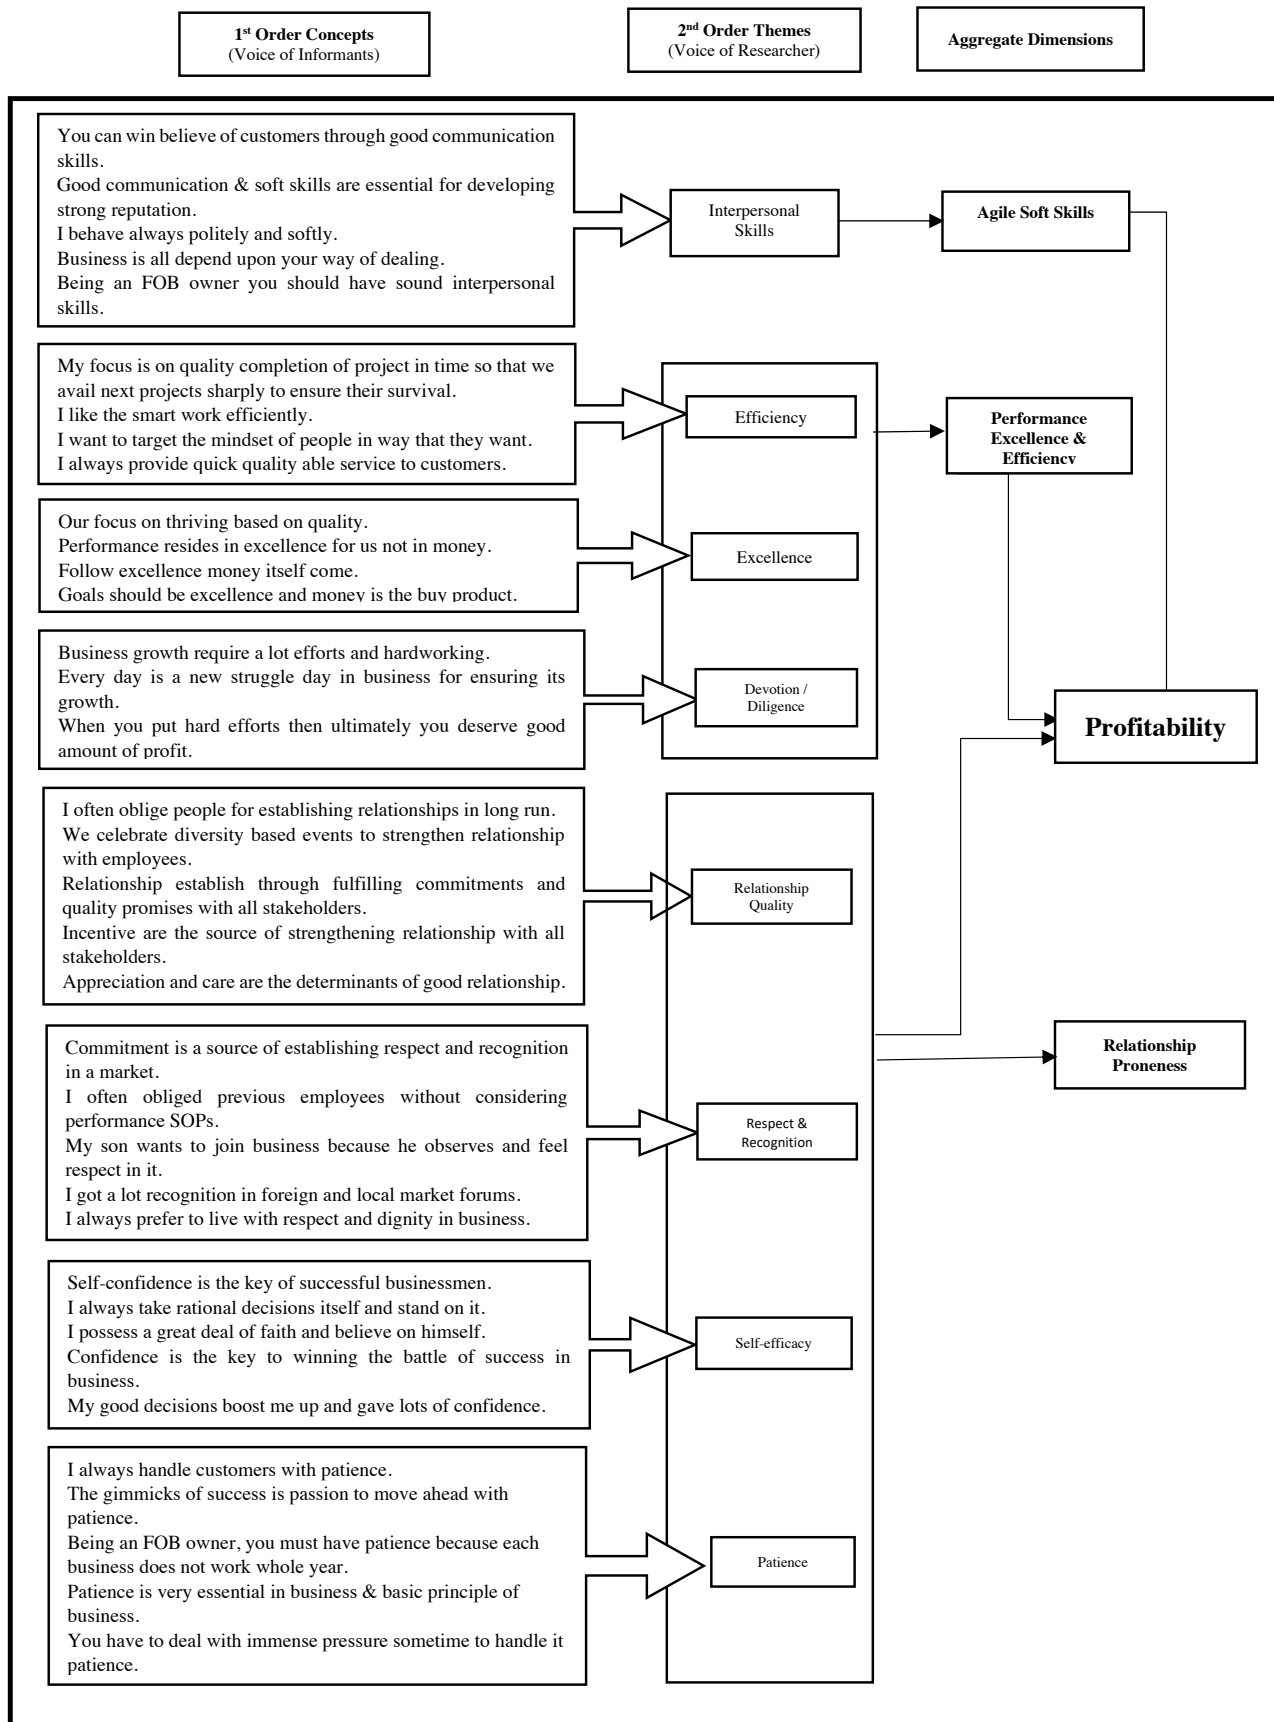 1st Order Concepts
(Voice of Informants)
2nd Order Themes
(Voice of Researcher)
Aggregate Dimensions
You can win believe of customers through good communication
skills.
Good communication & soft skills are essential for developing
strong reputation.
I behave always politely and softly.
Business is all depend upon your way of dealing.
Being an FOB owner you should have sound interpersonal
skills.
Interpersonal
Skills
Agile Soft Skills
My focus is on quality completion of project in time so that we
avail next projects sharply to ensure their survival.
I like the smart work efficiently.
I want to target the mindset of people in way that they want.
I always provide quick quality able service to customers.
Efficiency
Performance
Excellence &
Efficiency
Our focus on thriving based on quality.
Performance resides in excellence for us not in money.
Follow excellence money itself come.
Goals should be excellence and money is the buy product.
Excellence
Business growth require a lot efforts and hardworking.
Every day is a new struggle day in business for ensuring its
growth.
When you put hard efforts then ultimately you deserve good
amount of profit.
Devotion /
Diligence
Profitability
I often oblige people for establishing relationships in long run.
We celebrate diversity based events to strengthen relationship
with employees.
Relationship establish through fulfilling commitments and
quality promises with all stakeholders.
Incentive are the source of strengthening relationship with all
stakeholders.
Appreciation and care are the determinants of good relationship.
Relationship
Quality
Commitment is a source of establishing respect and recognition
in a market.
I often obliged previous employees without considering
performance SOPs.
My son wants to join business because he observes and feel
respect in it.
I got a lot recognition in foreign and local market forums.
I always prefer to live with respect and dignity in business.
Respect &
Recognition
Relationship
Proneness
Self-confidence is the key of successful businessmen.
I always take rational decisions itself and stand on it.
I possess a great deal of faith and believe on himself.
Confidence is the key to winning the battle of success in
business.
My good decisions boost me up and gave lots of confidence.
Self-efficacy
I always handle customers with patience.
The gimmicks of success is passion to move ahead with
patience.
Being an FOB owner, you must have patience because each
business does not work whole year.
Patience is very essential in business & basic principle of
business.
You have to deal with immense pressure sometime to handle it
patience.
Patience